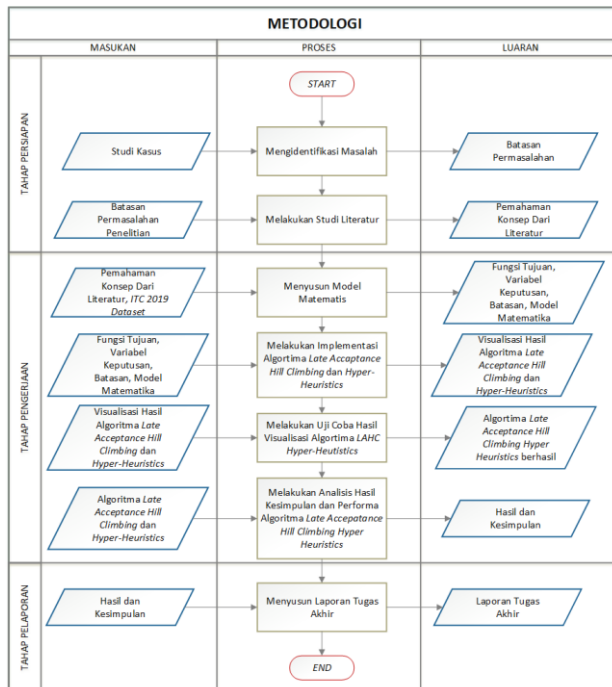 METODOLOGI
MASUKAN
PROSES
LUARAN
TAHAP PERSIAPAN
START
Studi Kasus
Mengidentifikasi Masalah
Batasan
Permasalahan
Batasan
Permasalahan
Penelitian
Melakukan Studi Literatur
Pemahaman
Konsep Dari
Literatur
TAHAP PENGERJAAN
Pemahaman
Konsep Dari
Literatur, ITC 2019
Dataset
Menyusun Model
Matematis
Fungsi Tujuan,
Variabel
Keputusan,
Batasan, Model
Matematika
Fungsi Tujuan,
Variabel
Keputusan,
Batasan, Model
Matematika
Melakukan Implementasi
Algortima Late Acceptance
Hill Climbing dan Hyper-
Heuristics
Visualisasi Hasil
Algoritma Late
Acceptance Hill
Climbing dan
Hyper-Heuristics
Visualisasi Hasil
Algoritma Late
Acceptance Hill
Climbing dan
Hyper-Heuristics
Melakukan Uji Coba Hasil
Visualisasi Algortima LAHC
Hyper-Heutistics
Algortima Late
Acceptance Hill
Climbing Hyper
Heuristics berhasil
Algoritma Late
Acceptance Hill
Climbing dan
Hyper-Heuristics
Melakukan Analisis Hasil
Kesimpulan dan Performa
Algoritma Late Accepatance
Hill Climbing Hyper
Heuristics
Hasil dan
Kesimpulan
TAHAP PELAPORAN
Hasil dan
Kesimpulan
Menyusun Laporan Tugas
Akhir
Laporan Tugas
Akhir
END